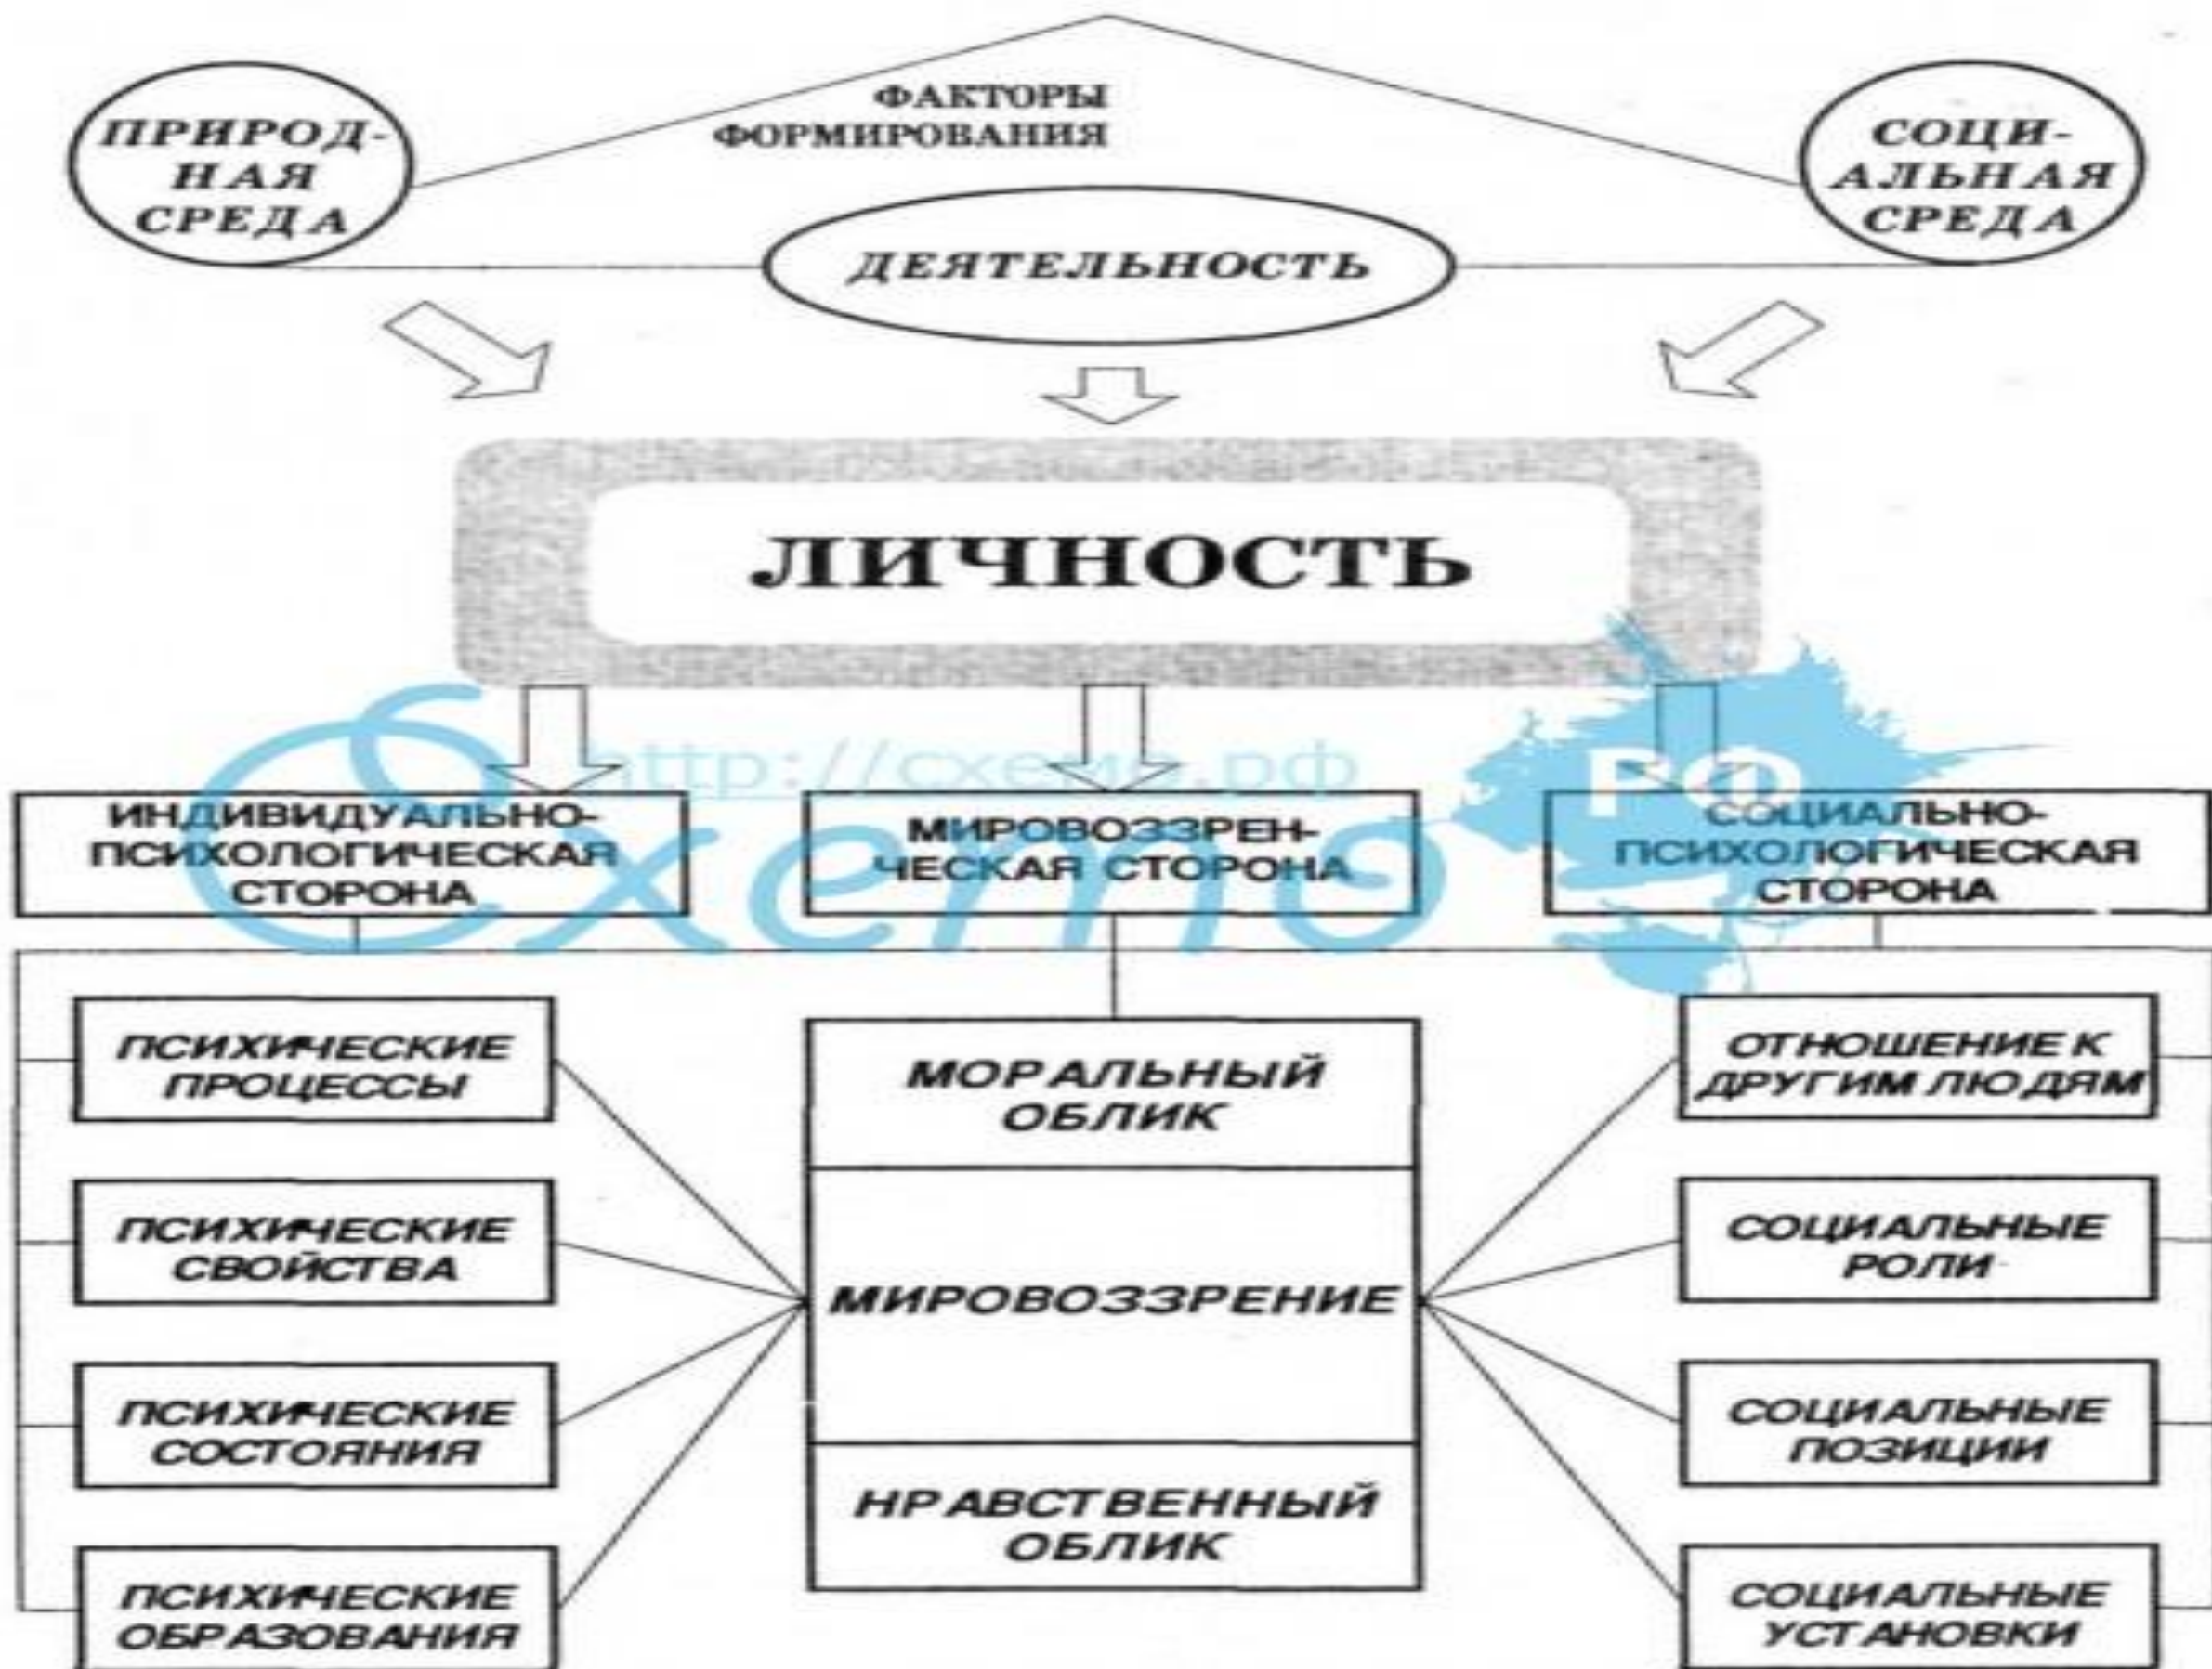 ФАКТОРЫ
ФОРМИРОВАНИЯ
ПРИРОД-
НАЯ
СРЕДА
СОЦИ-
АЛЬНАЯ
СРЕДА
ДЕЯТЕЛЬНОСТЬ
ЛИЧНОСТЬ
http://схемо.рф
Схемо
РФ
ИНДИВИДУАЛЬНО-
ПСИХОЛОГИЧЕСКАЯ
СТОРОНА
МИРОВОЗЗРЕН-
ЧЕСКАЯ СТОРОНА
СОЦИАЛЬНО-
ПСИХОЛОГИЧЕСКАЯ
СТОРОНА
ПСИХИЧЕСКИЕ
ПРОЦЕССЫ
ПСИХИЧЕСКИЕ
СВОЙСТВА
ПСИХИЧЕСКИЕ
СОСТОЯНИЯ
ПСИХИЧЕСКИЕ
ОБРАЗОВАНИЯ
МОРАЛЬНЫЙ
ОБЛИК
МИРОВОЗЗРЕНИЕ
НРАВСТВЕННЫЙ
ОБЛИК
ОТНОШЕНИЕ К
ДРУГИМ ЛЮДЯМ
СОЦИАЛЬНЫЕ
РОЛИ
СОЦИАЛЬНЫЕ
ПОЗИЦИИ
СОЦИАЛЬНЫЕ
УСТАНОВКИ